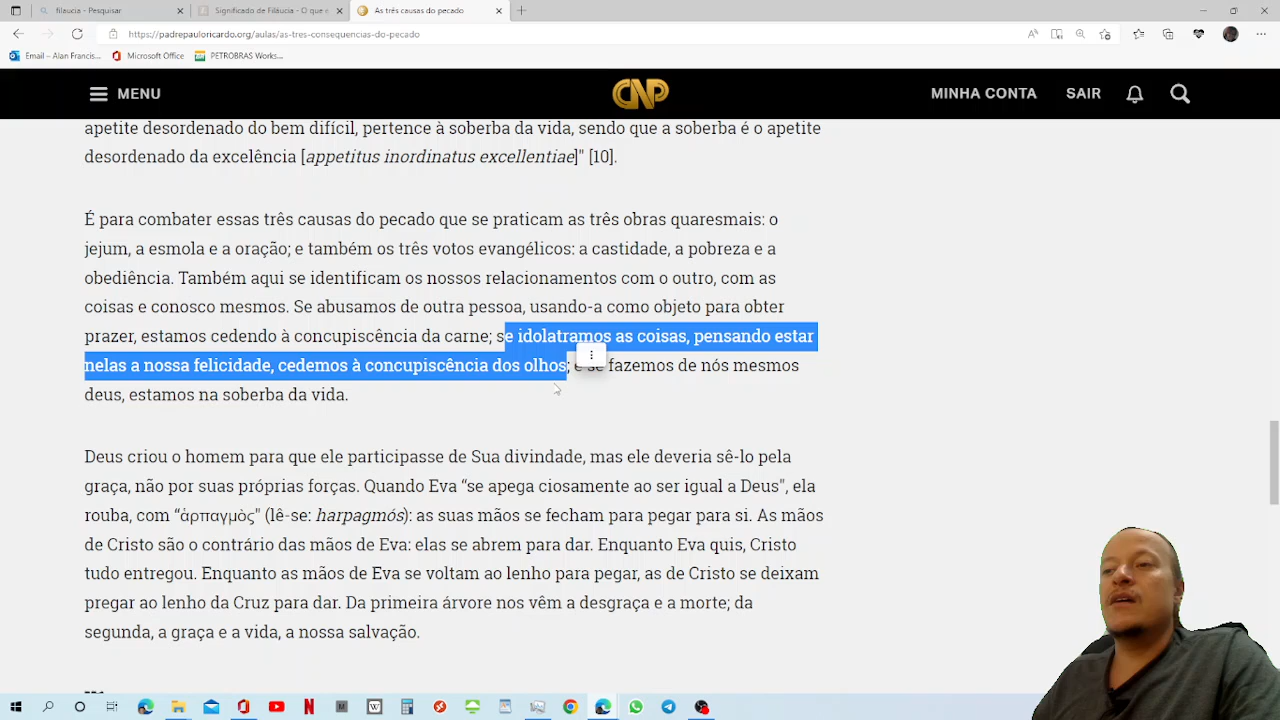 filaucia - Pesquisar
Significado de Filáucia - O que é
As três causas do pecado
https://padrepauloricardo.org/aulas/as-tres-consequencias-do-pecado
Email – Alan Francis...
Microsoft Office
PETROBRAS Works...
MENU
CNP
MINHA CONTA
SAIR
apetite desordenado do bem difícil, pertence à soberba da vida, sendo que a soberba é o apetite
desordenado da excelência [appetitus inordinatus excellentiae]" [10].
É para combater essas três causas do pecado que se praticam as três obras quaresmais: o
jejum, a esmola e a oração; e também os três votos evangélicos: a castidade, a pobreza e a
obediência. Também aqui se identificam os nossos relacionamentos com o outro, com as
coisas e conosco mesmos. Se abusamos de outra pessoa, usando-a como objeto para obter
prazer, estamos cedendo à concupiscência da carne; se idolatramos as coisas, pensando estar
nelas a nossa felicidade, cedemos à concupiscência dos olhos; e se fazemos de nós mesmos
deus, estamos na soberba da vida.
Deus criou o homem para que ele participasse de Sua divindade, mas ele deveria sê-lo pela
graça, não por suas próprias forças. Quando Eva “se apega ciosamente ao ser igual a Deus", ela
rouba, com “ἁρπαγμὸς" (lê-se: harpagmós): as suas mãos se fecham para pegar para si. As mãos
de Cristo são o contrário das mãos de Eva: elas se abrem para dar. Enquanto Eva quis, Cristo
tudo entregou. Enquanto as mãos de Eva se voltam ao lenho para pegar, as de Cristo se deixam
pregar ao lenho da Cruz para dar. Da primeira árvore nos vêm a desgraça e a morte; da
segunda, a graça e a vida, a nossa salvação.